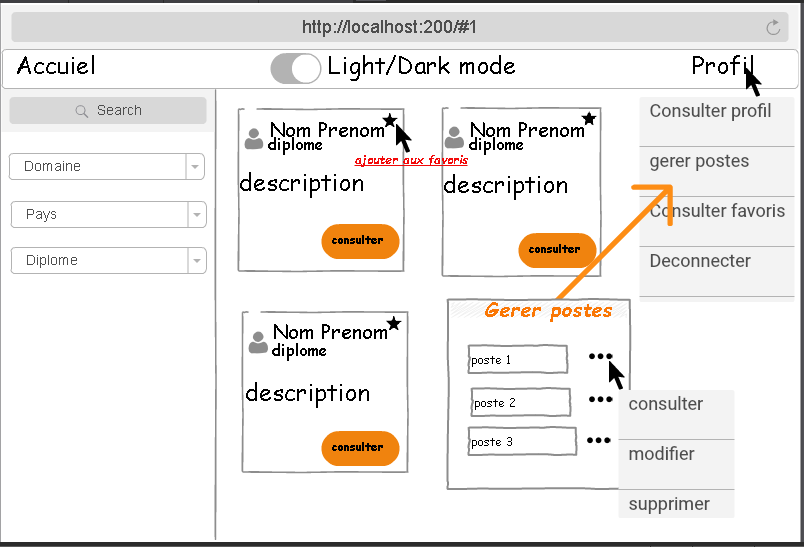 http://localhost:200/#1
Accuiel
Light/Dark mode
Profil
Search
Domaine
Pays
Diplome
Nom Prenom
diplome
ajouter aux favoris
description
consulter
Nom Prenom
diplome
description
consulter
Consulter profil
gerer postes
Consulter favoris
Deconnecter
Nom Prenom
diplome
description
consulter
Gerer postes
poste 1
poste 2
poste 3
consulter
modifier
supprimer